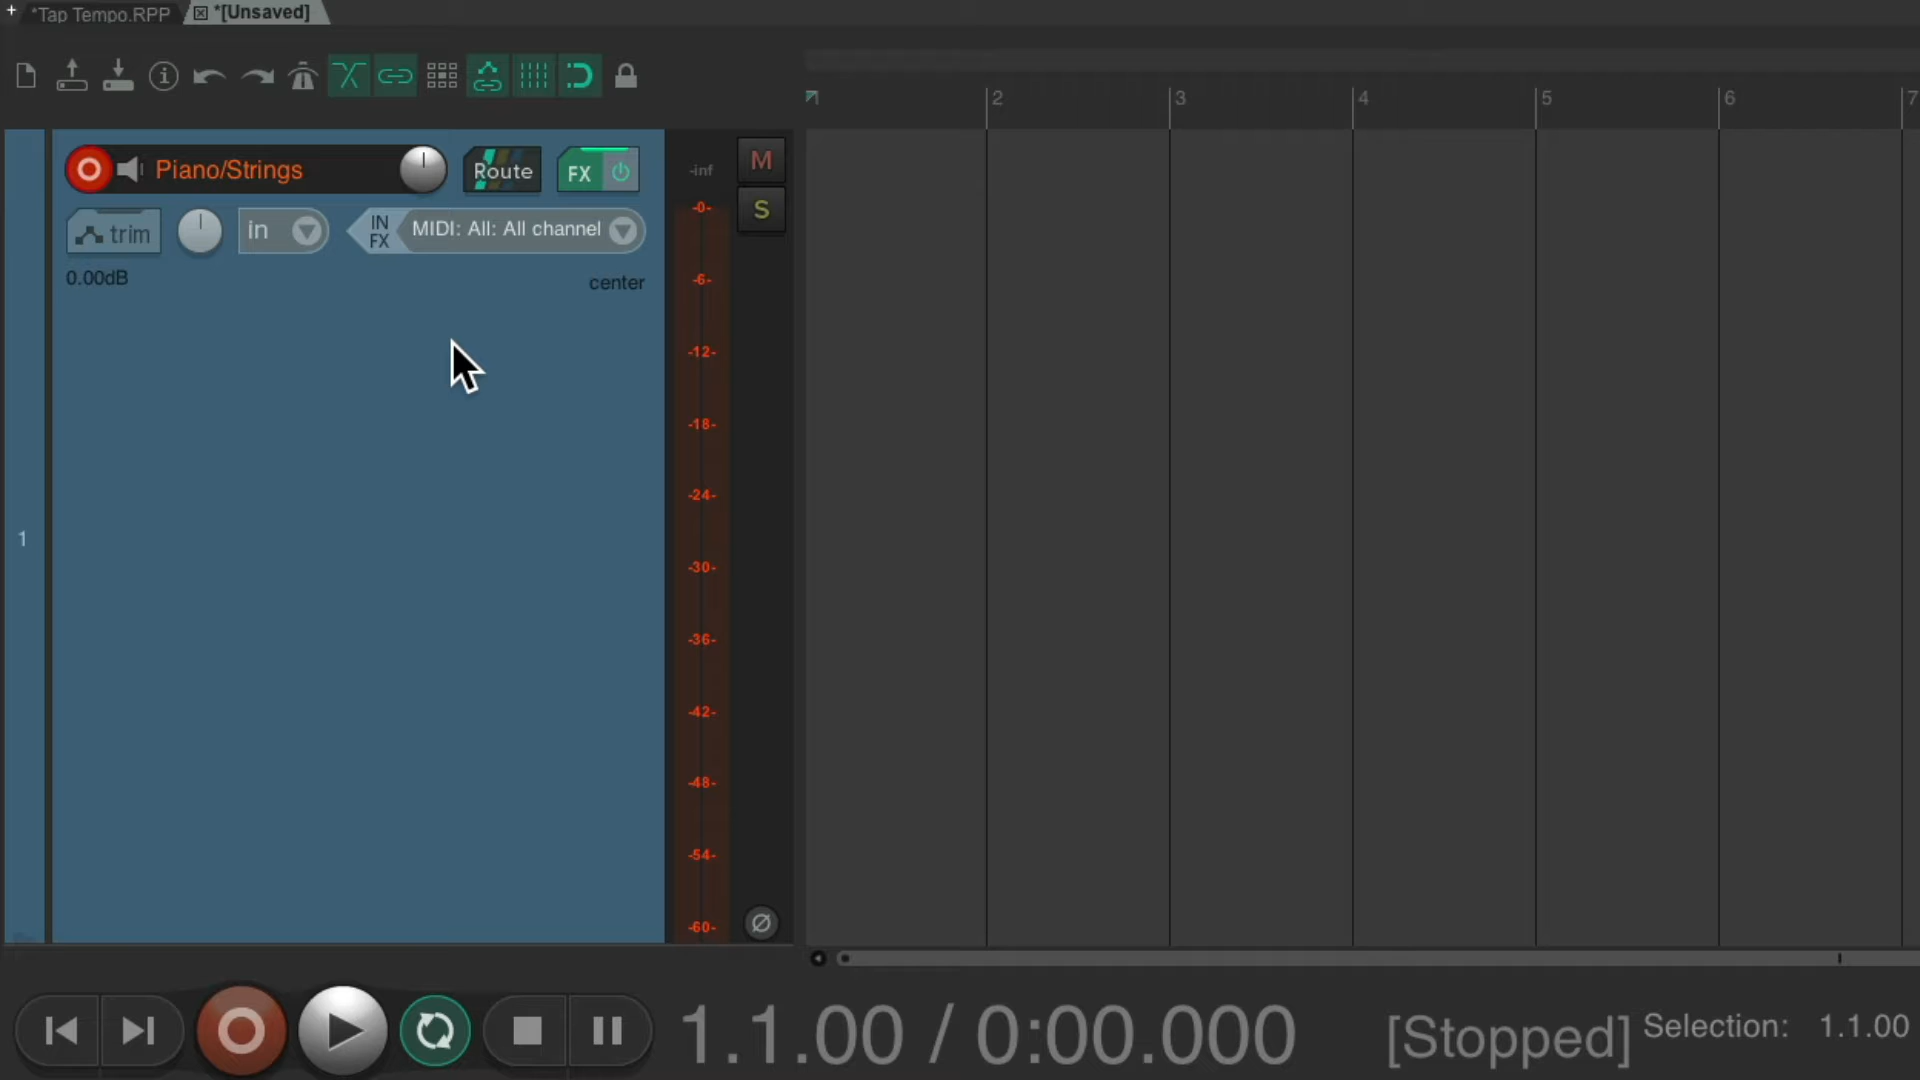 + *Tap Tempo.RPP *[Unsaved]
2 3 4 5 6 7
Piano/Strings Route FX
trim in IN FX MIDI: All: All channel
0.00dB center
1
-inf
-0-
-6-
-12-
-18-
-24-
-30-
-36-
-42-
-48-
-54-
-60-
M
S
1.1.00 / 0:00.000 [Stopped] Selection: 1.1.00